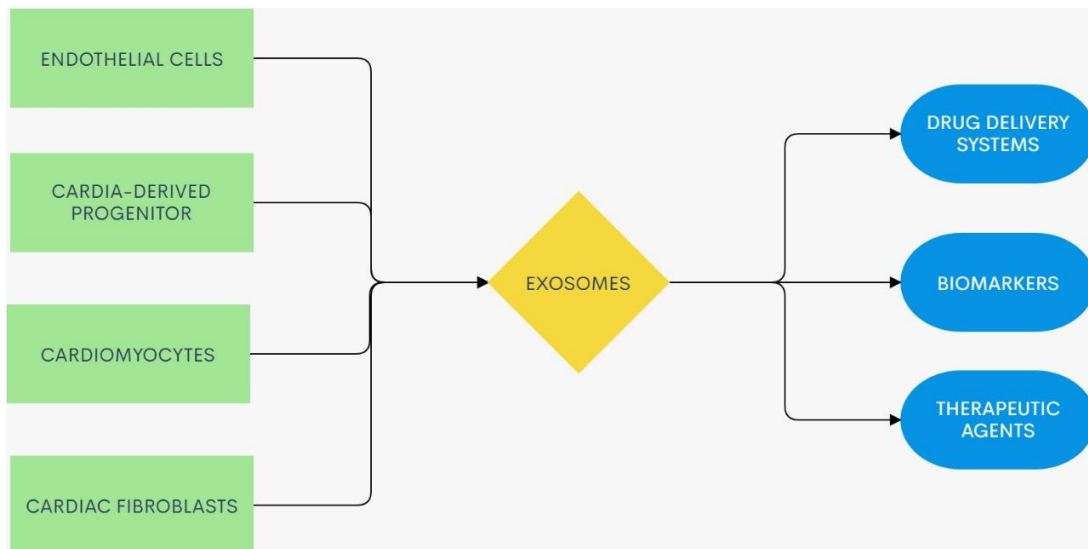 ENDOTHELIAL CELLS
CARDIA-DERIVED
PROGENITOR
CARDIOMYOCYTES
CARDIAC FIBROBLASTS
EXOSOMES
DRUG DELIVERY
SYSTEMS
BIOMARKERS
THERAPEUTIC
AGENTS